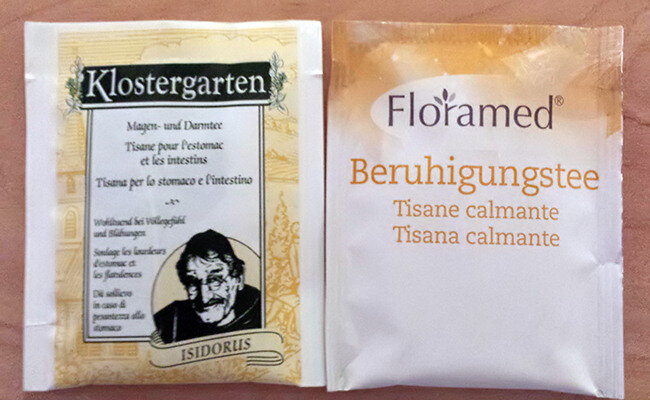 Klostergarten
Magen- und Darmtee
Tisane pour l'estomac
et les intestins
Tisana per lo stomaco e l'intestino
Wohltuend bei Völlegefühl
und Blähungen
Soulage les lourdeurs
d'estomac et
les flatulences
Dà sollievo
in caso di
pesantezza allo
stomaco
ISIDORUS
Floramed®
Beruhigungstee
Tisane calmante
Tisana calmante